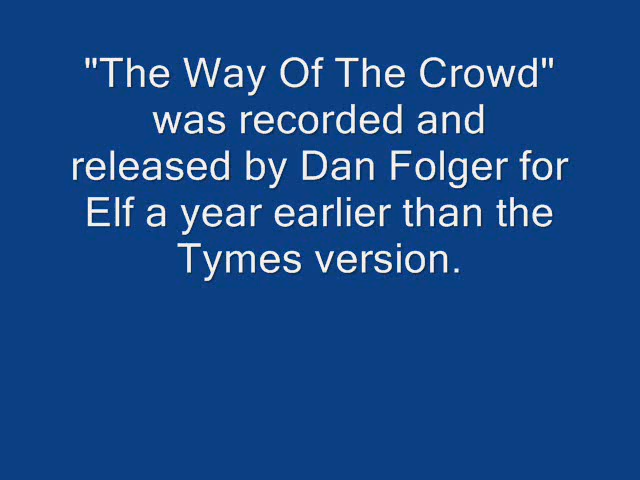 "The Way Of The Crowd"
was recorded and
released by Dan Folger for
Elf a year earlier than the
Tymes version.